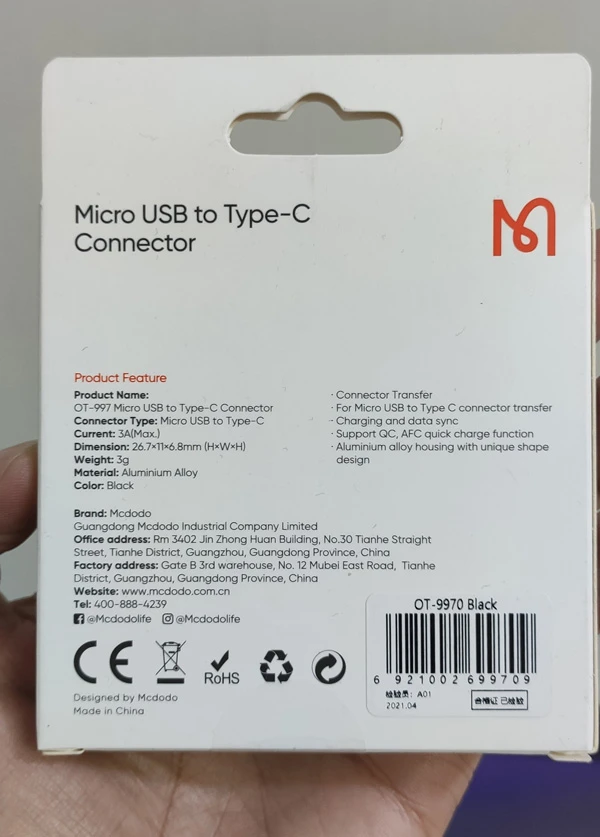 Micro USB to Type-C
Connector
Product Feature
Product Name:
OT-997 Micro USB to Type-C Connector
Connector Type: Micro USB to Type-C
Current: 3A(Max.)
Dimension: 26.7×11×6.8mm (H×W×H)
Weight: 3g
Material: Aluminium Alloy
Color: Black
· Connector Transfer
· For Micro USB to Type C connector transfer
· Charging and data sync
· Support QC, AFC quick charge function
· Aluminium alloy housing with unique shape
design
Brand: Mcdodo
Guangdong Mcdodo Industrial Company Limited
Office address: Rm 3402 Jin Zhong Huan Building, No.30 Tianhe Straight
Street, Tianhe District, Guangzhou, Guangdong Province, China
Factory address: Gate B 3rd warehouse, No. 12 Mubei East Road, Tianhe
District, Guangzhou, Guangdong Province, China
Website: www.mcdodo.com.cn
Tel: 400-888-4239
@Mcdodolife @Mcdodolife
CE
RoHS
Designed by Mcdodo
Made in China
OT-9970 Black
6 921002 699709
检验员: A01
2021.04
合格证 已检验